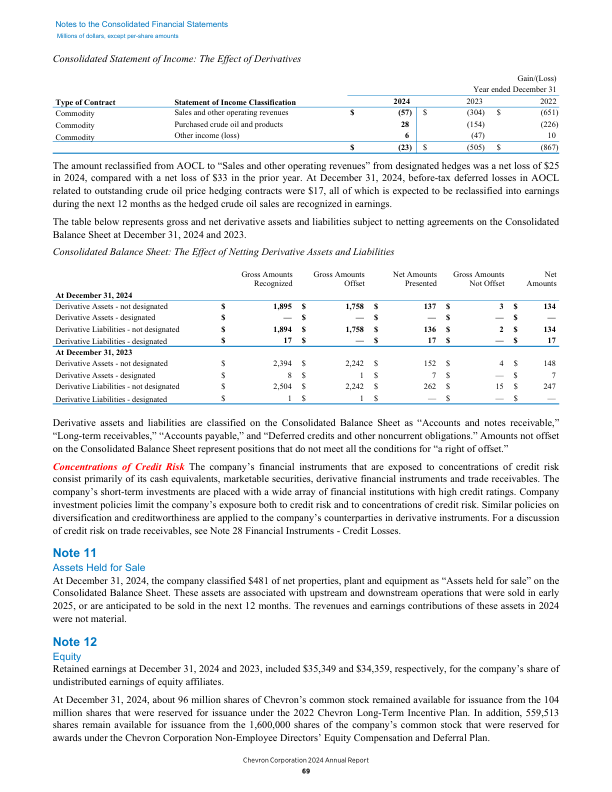 Notes to the Consolidated Financial Statements
Millions of dollars, except per-share amounts
Consolidated Statement of Income: The Effect of Derivatives
Gain/(Loss)
Year ended December 31
Type of Contract Statement of Income Classification 2024 2023 2022
Commodity Sales and other operating revenues $ (57) $ (304) $ (651)
Commodity Purchased crude oil and products 28 (154) (226)
Commodity Other income (loss) 6 (47) 10
$ (23) $ (505) $ (867)
The amount reclassified from AOCL to “Sales and other operating revenues” from designated hedges was a net loss of $25
in 2024, compared with a net loss of $33 in the prior year. At December 31, 2024, before-tax deferred losses in AOCL
related to outstanding crude oil price hedging contracts were $17, all of which is expected to be reclassified into earnings
during the next 12 months as the hedged crude oil sales are recognized in earnings.
The table below represents gross and net derivative assets and liabilities subject to netting agreements on the Consolidated
Balance Sheet at December 31, 2024 and 2023.
Consolidated Balance Sheet: The Effect of Netting Derivative Assets and Liabilities
Gross Amounts Gross Amounts Net Amounts Gross Amounts Net
Recognized Offset Presented Not Offset Amounts
At December 31, 2024
Derivative Assets - not designated $ 1,895 $ 1,758 $ 137 $ 3 $ 134
Derivative Assets - designated $ — $ — $ — $ — $ —
Derivative Liabilities - not designated $ 1,894 $ 1,758 $ 136 $ 2 $ 134
Derivative Liabilities - designated $ 17 $ — $ 17 $ — $ 17
At December 31, 2023
Derivative Assets - not designated $ 2,394 $ 2,242 $ 152 $ 4 $ 148
Derivative Assets - designated $ 8 $ 1 $ 7 $ — $ 7
Derivative Liabilities - not designated $ 2,504 $ 2,242 $ 262 $ 15 $ 247
Derivative Liabilities - designated $ 1 $ 1 $ — $ — $ —
Derivative assets and liabilities are classified on the Consolidated Balance Sheet as “Accounts and notes receivable,”
“Long-term receivables,” “Accounts payable,” and “Deferred credits and other noncurrent obligations.” Amounts not offset
on the Consolidated Balance Sheet represent positions that do not meet all the conditions for “a right of offset.”
Concentrations of Credit Risk The company’s financial instruments that are exposed to concentrations of credit risk
consist primarily of its cash equivalents, marketable securities, derivative financial instruments and trade receivables. The
company’s short-term investments are placed with a wide array of financial institutions with high credit ratings. Company
investment policies limit the company’s exposure both to credit risk and to concentrations of credit risk. Similar policies on
diversification and creditworthiness are applied to the company’s counterparties in derivative instruments. For a discussion
of credit risk on trade receivables, see Note 28 Financial Instruments - Credit Losses.
Note 11
Assets Held for Sale
At December 31, 2024, the company classified $481 of net properties, plant and equipment as “Assets held for sale” on the
Consolidated Balance Sheet. These assets are associated with upstream and downstream operations that were sold in early
2025, or are anticipated to be sold in the next 12 months. The revenues and earnings contributions of these assets in 2024
were not material.
Note 12
Equity
Retained earnings at December 31, 2024 and 2023, included $35,349 and $34,359, respectively, for the company’s share of
undistributed earnings of equity affiliates.
At December 31, 2024, about 96 million shares of Chevron’s common stock remained available for issuance from the 104
million shares that were reserved for issuance under the 2022 Chevron Long-Term Incentive Plan. In addition, 559,513
shares remain available for issuance from the 1,600,000 shares of the company’s common stock that were reserved for
awards under the Chevron Corporation Non-Employee Directors’ Equity Compensation and Deferral Plan.
Chevron Corporation 2024 Annual Report
69